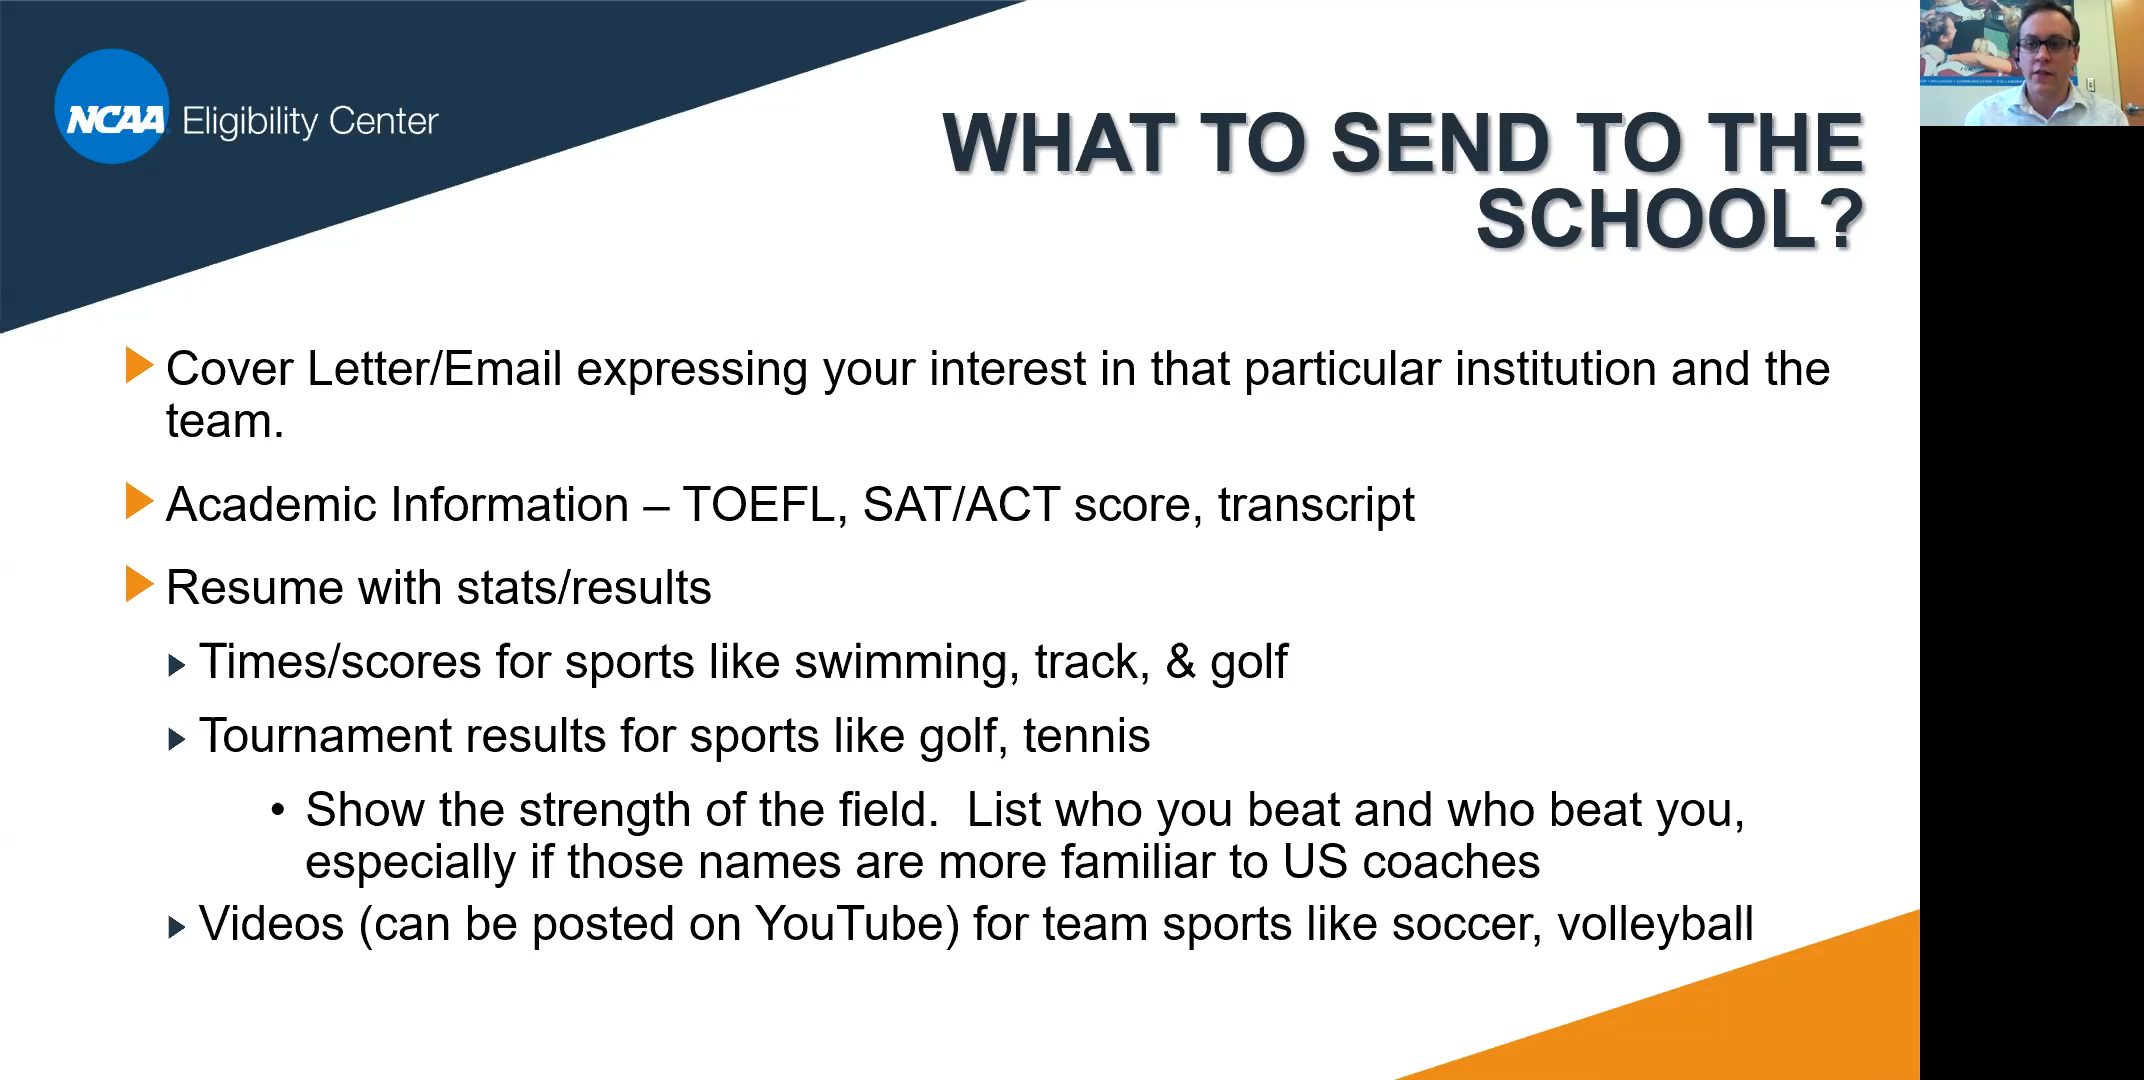 NCAA Eligibility Center
WHAT TO SEND TO THE
SCHOOL?
Cover Letter/Email expressing your interest in that particular institution and the
team.
Academic Information – TOEFL, SAT/ACT score, transcript
Resume with stats/results
Times/scores for sports like swimming, track, & golf
Tournament results for sports like golf, tennis
• Show the strength of the field.  List who you beat and who beat you,
especially if those names are more familiar to US coaches
Videos (can be posted on YouTube) for team sports like soccer, volleyball